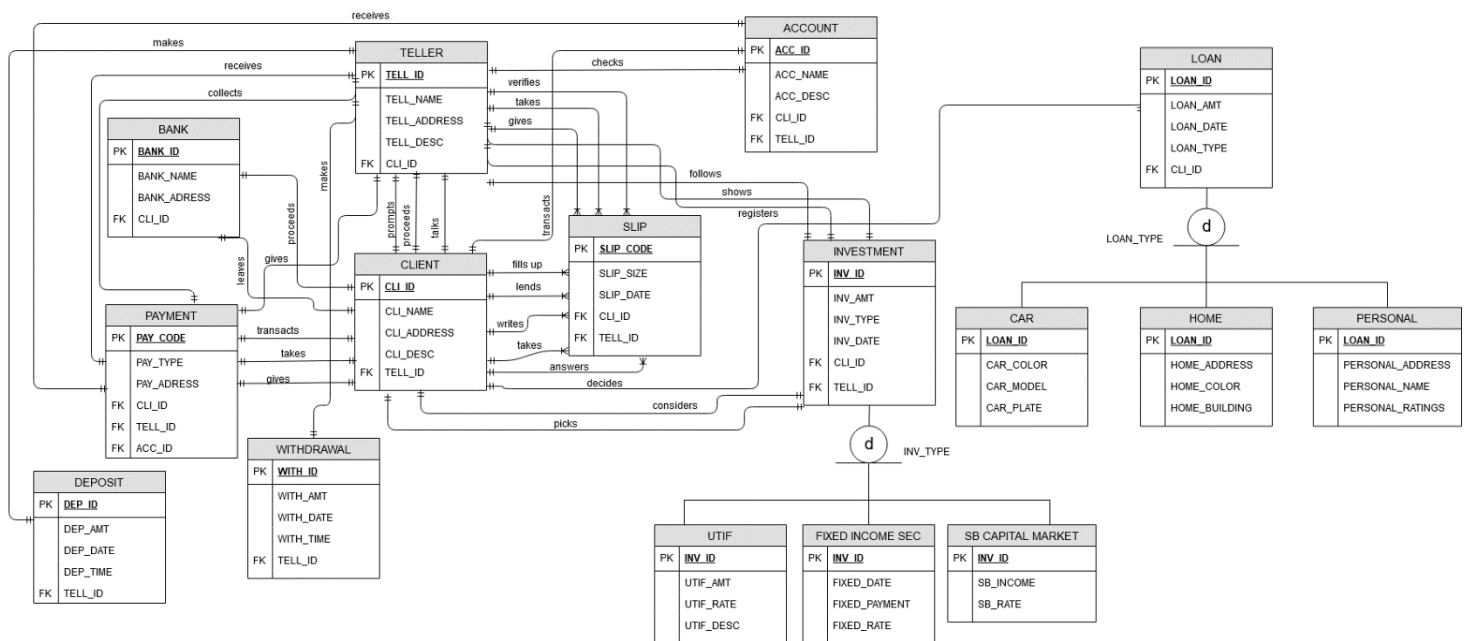 receives
makes
receives
collects
TELLER
PK TELL_ID
TELL_NAME
TELL_ADDRESS
TELL_DESC
FK CLI_ID
checks
verifies
takes
gives
ACCOUNT
PK ACC_ID
ACC_NAME
ACC_DESC
FK CLI_ID
FK TELL_ID
LOAN
PK LOAN_ID
LOAN_AMT
LOAN_DATE
LOAN_TYPE
FK CLI_ID
BANK
PK BANK_ID
BANK_NAME
BANK_ADRESS
FK CLI_ID
proceeds
makes
leaves
gives
prompts
proceeds
talks
transacts
follows
shows
registers
SLIP
PK SLIP_CODE
SLIP_SIZE
SLIP_DATE
FK CLI_ID
FK TELL_ID
CLIENT
PK CLI_ID
CLI_NAME
CLI_ADDRESS
CLI_DESC
FK TELL_ID
fills up
lends
writes
takes
answers
decides
considers
picks
INVESTMENT
PK INV_ID
INV_AMT
INV_TYPE
INV_DATE
FK CLI_ID
FK TELL_ID
d
LOAN_TYPE
PAYMENT
PK PAY_CODE
PAY_TYPE
PAY_ADRESS
FK CLI_ID
FK TELL_ID
FK ACC_ID
transacts
takes
gives
CAR
PK LOAN_ID
CAR_COLOR
CAR_MODEL
CAR_PLATE
HOME
PK LOAN_ID
HOME_ADDRESS
HOME_COLOR
HOME_BUILDING
PERSONAL
PK LOAN_ID
PERSONAL_ADDRESS
PERSONAL_NAME
PERSONAL_RATINGS
d
INV_TYPE
WITHDRAWAL
PK WITH_ID
WITH_AMT
WITH_DATE
WITH_TIME
FK TELL_ID
DEPOSIT
PK DEP_ID
DEP_AMT
DEP_DATE
DEP_TIME
FK TELL_ID
UTIF
PK INV_ID
UTIF_AMT
UTIF_RATE
UTIF_DESC
FIXED INCOME SEC
PK INV_ID
FIXED_DATE
FIXED_PAYMENT
FIXED_RATE
SB CAPITAL MARKET
PK INV_ID
SB_INCOME
SB_RATE